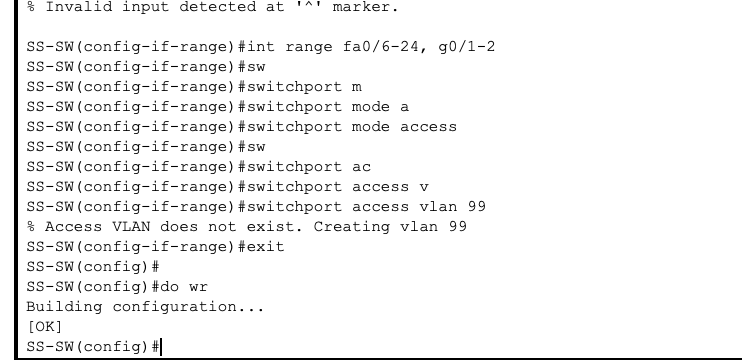 % Invalid input detected at '^' marker.
SS-SW(config-if-range)#int range fa0/6-24, g0/1-2
SS-SW(config-if-range)#sw
SS-SW(config-if-range)#switchport m
SS-SW(config-if-range)#switchport mode a
SS-SW(config-if-range)#switchport mode access
SS-SW(config-if-range)#sw
SS-SW(config-if-range)#switchport ac
SS-SW(config-if-range)#switchport access v
SS-SW(config-if-range)#switchport access vlan 99
% Access VLAN does not exist. Creating vlan 99
SS-SW(config-if-range)#exit
SS-SW(config)#
SS-SW(config)#do wr
Building configuration...
[OK]
SS-SW(config)#